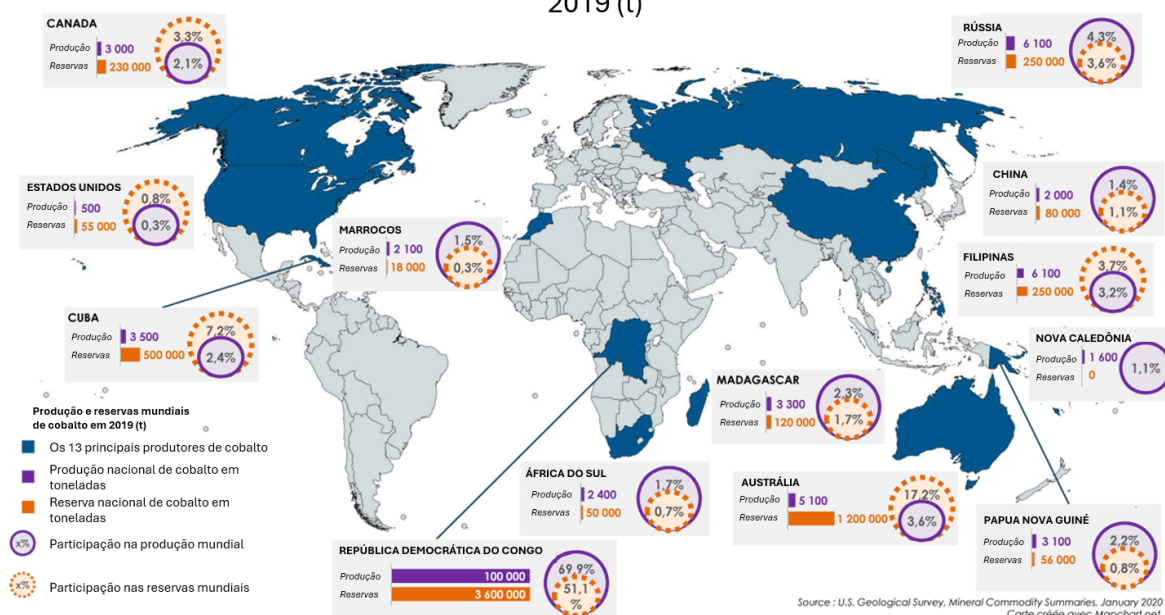 2019 (t)
CANADA
Produção 3 000
Reservas 230 000
3,3%
2,1%
RÚSSIA
Produção 6 100
Reservas 250 000
4,3%
3,6%
ESTADOS UNIDOS
Produção 500
Reservas 55 000
0,8%
0,3%
CHINA
Produção 2 000
Reservas 80 000
1,4%
1,1%
MARROCOS
Produção 2 100
Reservas 18 000
1,5%
0,3%
FILIPINAS
Produção 6 100
Reservas 250 000
3,7%
3,2%
CUBA
Produção 3 500
Reservas 500 000
7,2%
2,4%
NOVA CALEDÔNIA
Produção 1 600
Reservas 0
1,1%
MADAGASCAR
Produção 3 300
Reservas 120 000
2,3%
1,7%
Produção e reservas mundiais
de cobalto em 2019 (t)
Os 13 principais produtores de cobalto
Produção nacional de cobalto em
toneladas
Reserva nacional de cobalto em
toneladas
x% Participação na produção mundial
x% Participação nas reservas mundiais
ÁFRICA DO SUL
Produção 2 400
Reservas 50 000
1,7%
0,7%
AUSTRÁLIA
Produção 5 100
Reservas 1 200 000
17,2%
3,6%
PAPUA NOVA GUINÉ
Produção 3 100
Reservas 56 000
2,2%
0,8%
REPÚBLICA DEMOCRÁTICA DO CONGO
Produção 100 000
Reservas 3 600 000
69,9%
51,1
%
Source : U.S. Geological Survey, Mineral Commodity Summaries, January 2020
Carte créée avec Mapchart.net